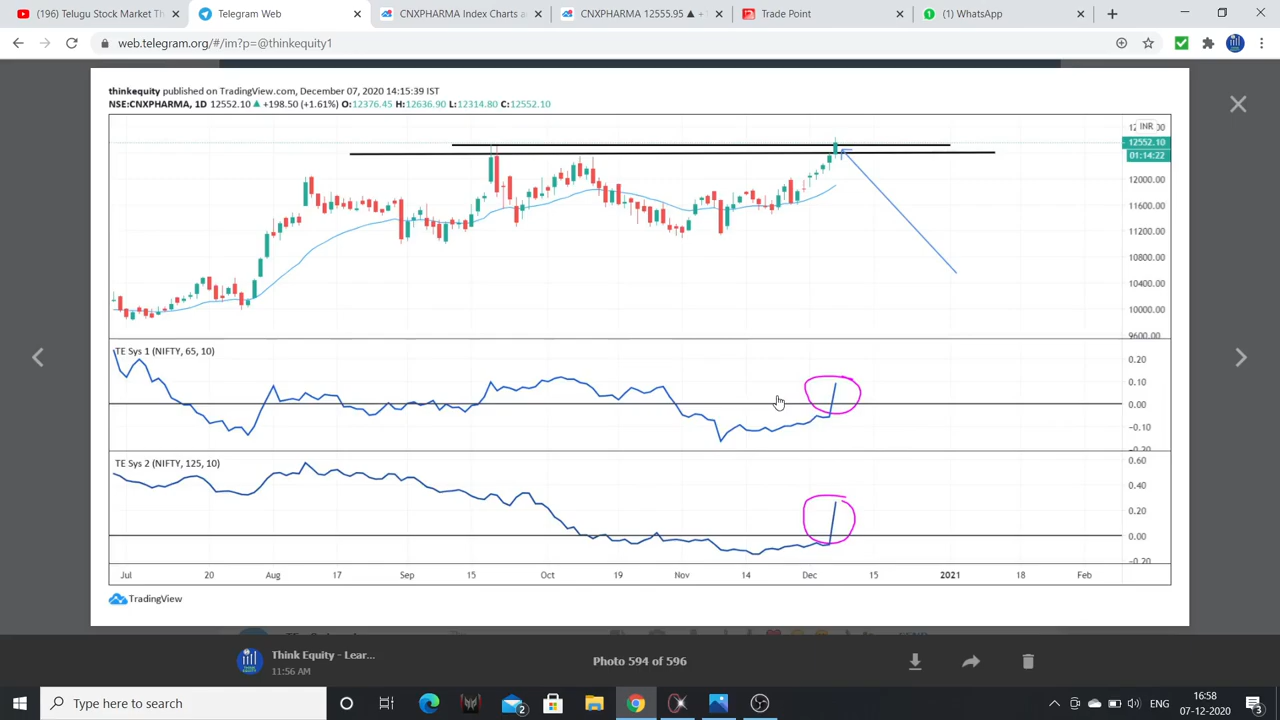 (196) Telugu Stock Market Th
Telegram Web
CNXPHARMA Index Charts a
CNXPHARMA 12555.95 ▲ +
Trade Point
(1) WhatsApp
web.telegram.org/#/im?p=@thinkequity1
thinkequity published on TradingView.com, December 07, 2020 14:15:39 IST
NSE:CNXPHARMA, 1D 12552.10 ▲ +198.50 (+1.61%) O:12376.45 H:12636.90 L:12314.80 C:12552.10
INR
12552.10
01:14:22
12000.00
11600.00
11200.00
10800.00
10400.00
10000.00
9600.00
TE Sys 1 (NIFTY, 65, 10)
0.20
0.10
0.00
-0.10
-0.20
TE Sys 2 (NIFTY, 125, 10)
0.60
0.40
0.20
0.00
-0.20
Jul 20 Aug 17 Sep 15 Oct 19 Nov 14 Dec 15 2021 18 Feb
TradingView
Think Equity - Lear...
11:56 AM
Photo 594 of 596
Type here to search
2
ENG
16:58
07-12-2020
3